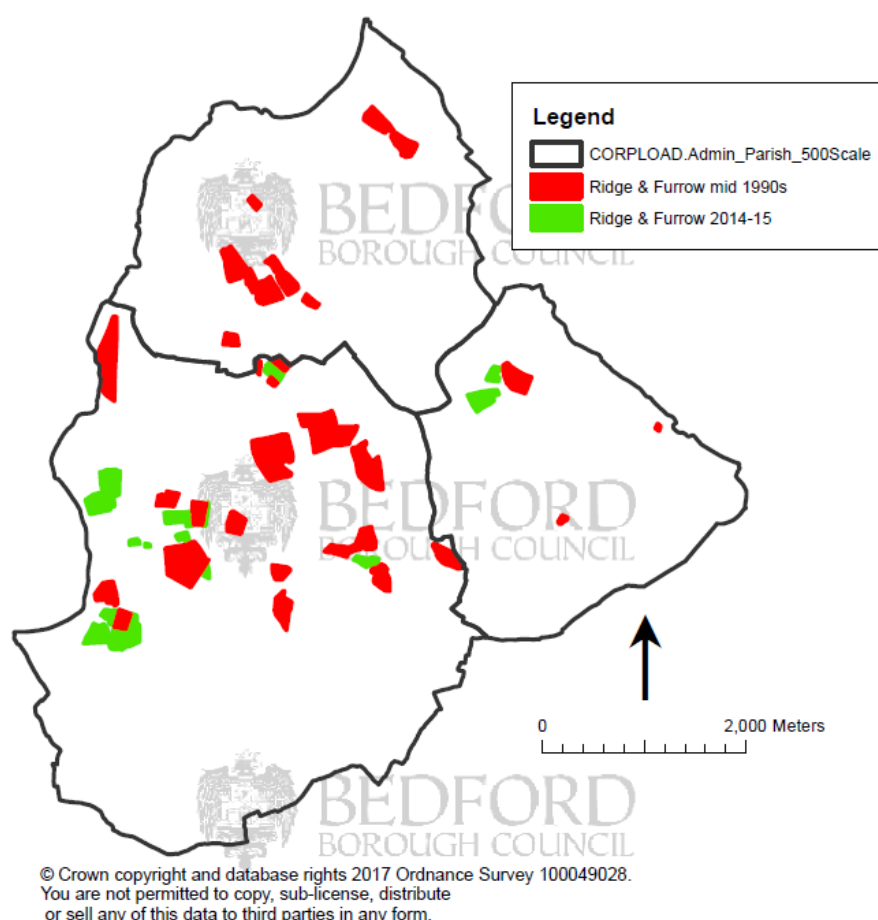 Legend
CORPLOAD.Admin_Parish_500Scale
Ridge & Furrow mid 1990s
Ridge & Furrow 2014-15
BEDFORD
BOROUGH COUNCIL
BEDFORD
BOROUGH COUNCIL
0 2,000 Meters
BEDFORD
BOROUGH COUNCIL
© Crown copyright and database rights 2017 Ordnance Survey 100049028.
You are not permitted to copy, sub-license, distribute
or sell any of this data to third parties in any form.